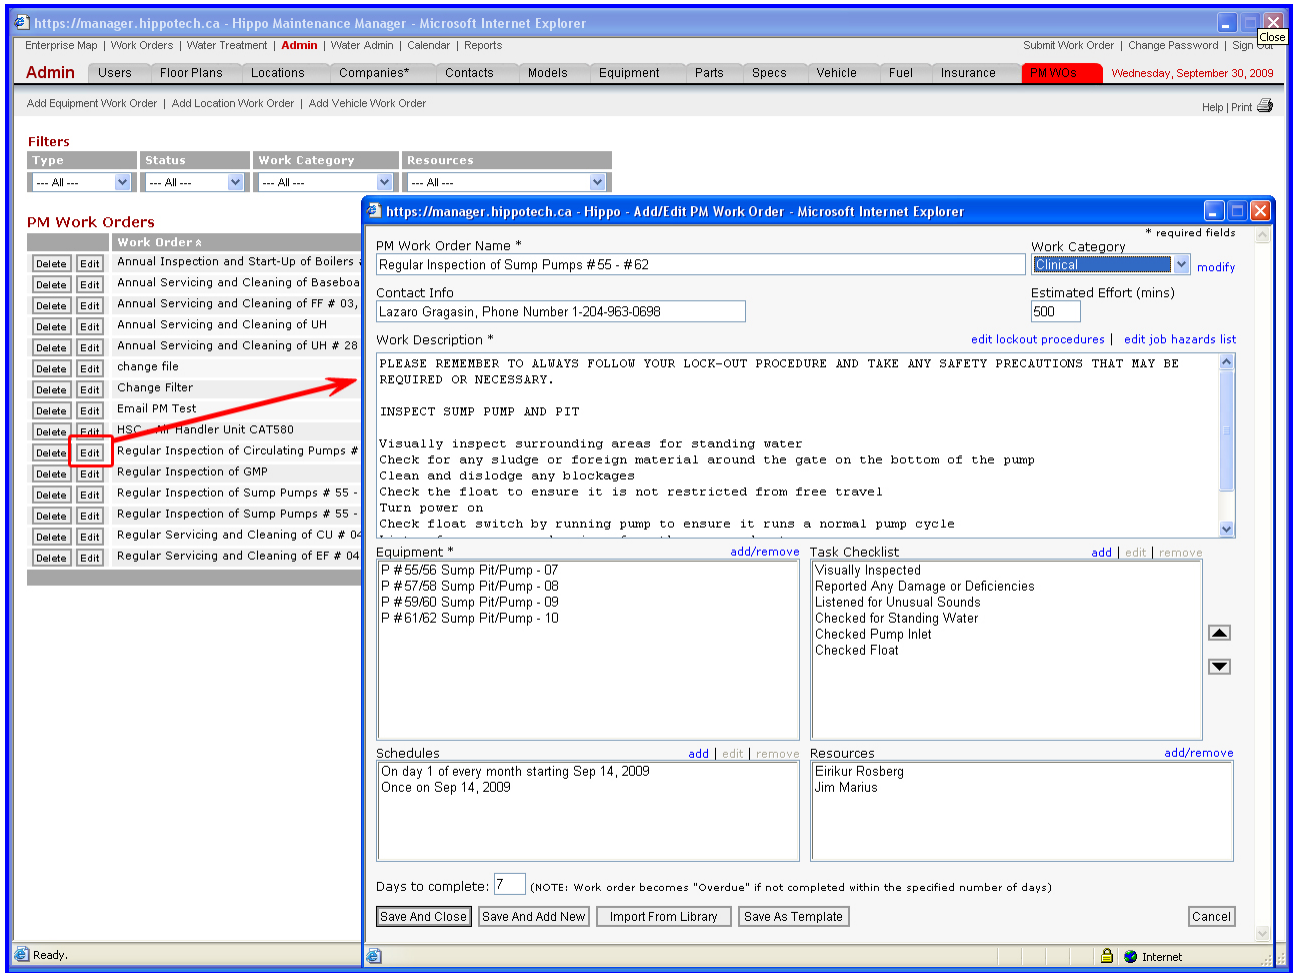 https://manager.hippotech.ca - Hippo Maintenance Manager - Microsoft Internet Explorer
Close
Enterprise Map | Work Orders | Water Treatment | Admin | Water Admin | Calendar | Reports
Submit Work Order | Change Password | Sign Out
Admin Users Floor Plans Locations Companies* Contacts Models Equipment Parts Specs Vehicle Fuel Insurance PM WOs Wednesday, September 30, 2009
Add Equipment Work Order | Add Location Work Order | Add Vehicle Work Order
Help | Print
Filters
Type Status Work Category Resources
--- All --- --- All --- --- All --- --- All ---
PM Work Orders
Work Order
Delete Edit Annual Inspection and Start-Up of Boilers
Delete Edit Annual Servicing and Cleaning of Baseboa
Delete Edit Annual Servicing and Cleaning of FF # 03,
Delete Edit Annual Servicing and Cleaning of UH
Delete Edit Annual Servicing and Cleaning of UH # 28
Delete Edit change file
Delete Edit Change Filter
Delete Edit Email PM Test
Delete Edit HSC - Air Handler Unit CAT580
Delete Edit Regular Inspection of Circulating Pumps #
Delete Edit Regular Inspection of GMP
Delete Edit Regular Inspection of Sump Pumps # 55 -
Delete Edit Regular Inspection of Sump Pumps # 55 -
Delete Edit Regular Servicing and Cleaning of CU # 04
Delete Edit Regular Servicing and Cleaning of EF # 04
https://manager.hippotech.ca - Hippo - Add/Edit PM Work Order - Microsoft Internet Explorer
* required fields
PM Work Order Name *
Work Category
Regular Inspection of Sump Pumps #55 - #62
Clinical
modify
Contact Info
Estimated Effort (mins)
Lazaro Gragasin, Phone Number 1-204-963-0698
500
Work Description *
edit lockout procedures | edit job hazards list
PLEASE REMEMBER TO ALWAYS FOLLOW YOUR LOCK-OUT PROCEDURE AND TAKE ANY SAFETY PRECAUTIONS THAT MAY BE
REQUIRED OR NECESSARY.
INSPECT SUMP PUMP AND PIT
Visually inspect surrounding areas for standing water
Check for any sludge or foreign material around the gate on the bottom of the pump
Clean and dislodge any blockages
Check the float to ensure it is not restricted from free travel
Turn power on
Check float switch by running pump to ensure it runs a normal pump cycle
Equipment *
add/remove
P #55/56 Sump Pit/Pump - 07
P #57/58 Sump Pit/Pump - 08
P #59/60 Sump Pit/Pump - 09
P #61/62 Sump Pit/Pump - 10
Task Checklist
add | edit | remove
Visually Inspected
Reported Any Damage or Deficiencies
Listened for Unusual Sounds
Checked for Standing Water
Checked Pump Inlet
Checked Float
Schedules
add | edit | remove
On day 1 of every month starting Sep 14, 2009
Once on Sep 14, 2009
Resources
add/remove
Eirikur Rosberg
Jim Marius
Days to complete: 7 (NOTE: Work order becomes "Overdue" if not completed within the specified number of days)
Save And Close Save And Add New Import From Library Save As Template Cancel
Ready.
Internet